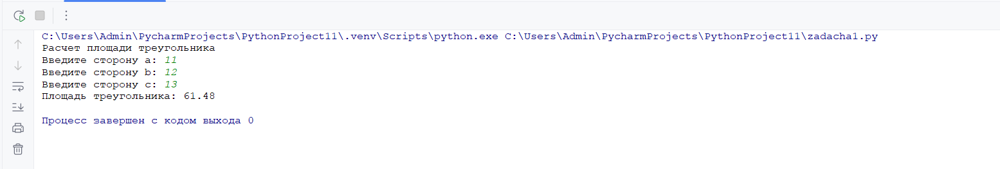 C:\Users\Admin\PycharmProjects\PythonProject11\.venv\Scripts\python.exe C:\Users\Admin\PycharmProjects\PythonProject11\zadacha1.py
Расчет площади треугольника
Введите сторону a: 11
Введите сторону b: 12
Введите сторону c: 13
Площадь треугольника: 61.48
Процесс завершен с кодом выхода 0